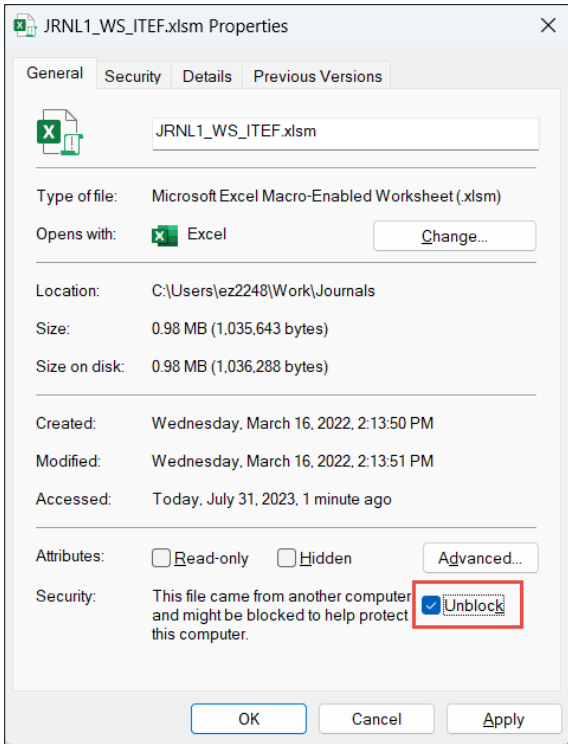 JRNL1_WS_ITEF.xlsm Properties
General Security Details Previous Versions
JRNL1_WS_ITEF.xlsm
Type of file: Microsoft Excel Macro-Enabled Worksheet (.xlsm)
Opens with: Excel Change...
Location: C:\Users\ez2248\Work\Journals
Size: 0.98 MB (1,035,643 bytes)
Size on disk: 0.98 MB (1,036,288 bytes)
Created: Wednesday, March 16, 2022, 2:13:50 PM
Modified: Wednesday, March 16, 2022, 2:13:51 PM
Accessed: Today, July 31, 2023, 1 minute ago
Attributes: Read-only Hidden Advanced...
Security: This file came from another computer
and might be blocked to help protect
this computer.
Unblock
OK Cancel Apply